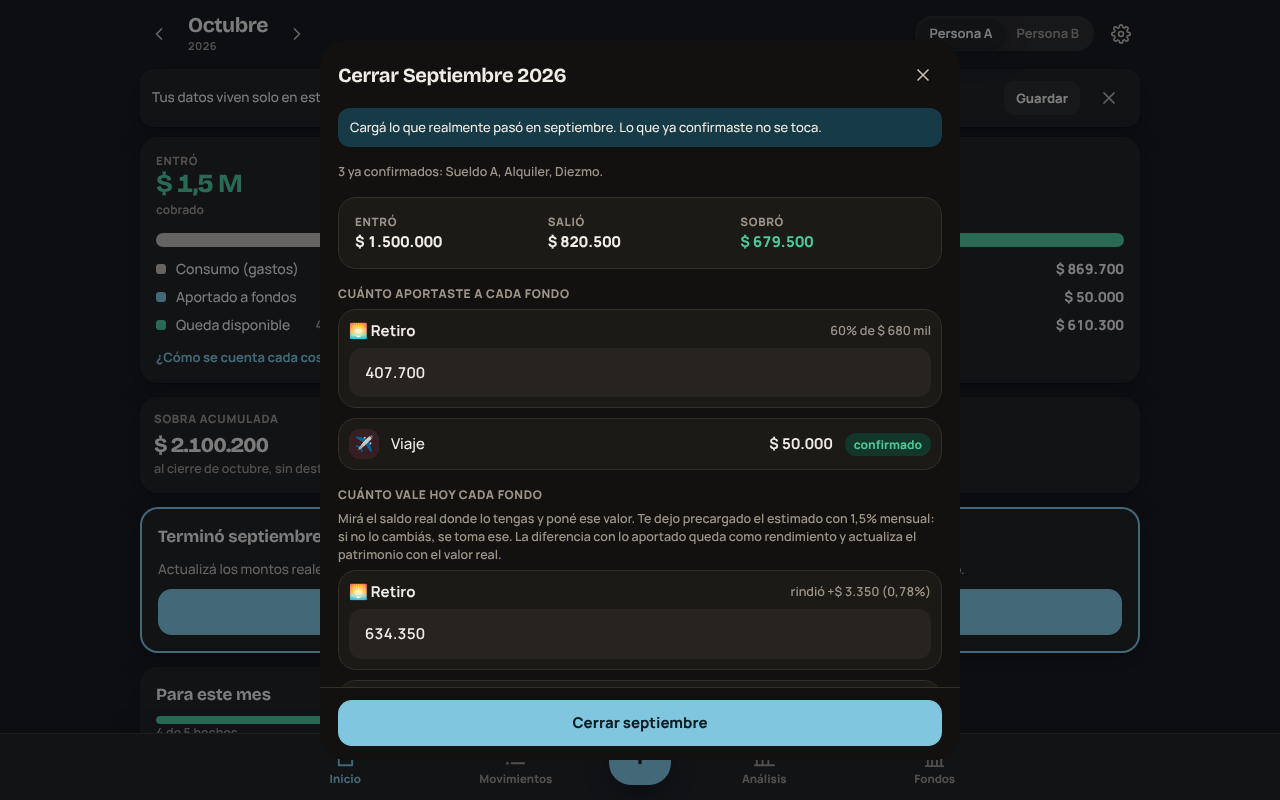 Octubre
2026
Persona A
Persona B
Tus datos viven solo en est
Guardar
ENTRÓ
$ 1,5 M
cobrado
Consumo (gastos)
$ 869.700
Aportado a fondos
$ 50.000
Queda disponible
$ 610.300
¿Cómo se cuenta cada cos
SOBRA ACUMULADA
$ 2.100.200
al cierre de octubre, sin dest
Terminó septiembre
Actualizá los montos reale
Para este mes
4 de 5 hechos
Cerrar Septiembre 2026
Cargá lo que realmente pasó en septiembre. Lo que ya confirmaste no se toca.
3 ya confirmados: Sueldo A, Alquiler, Diezmo.
ENTRÓ
SALIÓ
SOBRÓ
$ 1.500.000
$ 820.500
$ 679.500
CUÁNTO APORTASTE A CADA FONDO
Retiro
60% de $ 680 mil
407.700
Viaje
$ 50.000
confirmado
CUÁNTO VALE HOY CADA FONDO
Mirá el saldo real donde lo tengas y poné ese valor. Te dejo precargado el estimado con 1,5% mensual:
si no lo cambiás, se toma ese. La diferencia con lo aportado queda como rendimiento y actualiza el
patrimonio con el valor real.
Retiro
rindió +$ 3.350 (0,78%)
634.350
Cerrar septiembre
Inicio
Movimientos
Análisis
Fondos